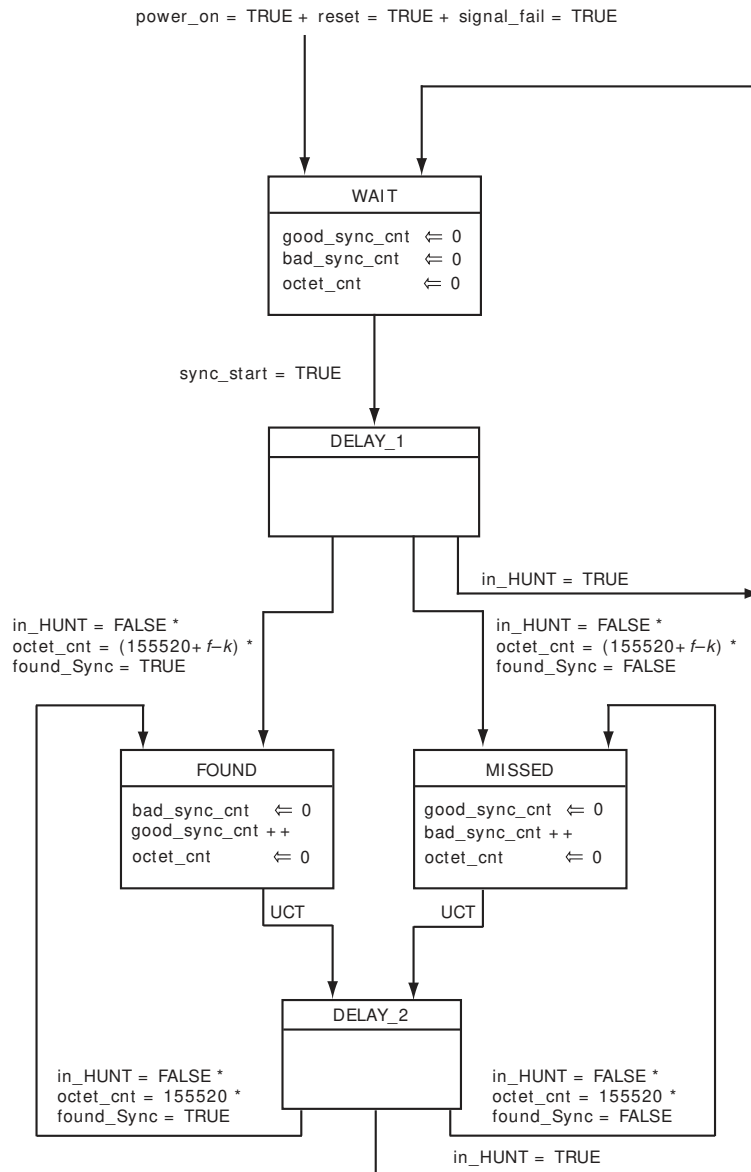 power_on = TRUE + reset = TRUE + signal_fail = TRUE
WAIT
good_sync_cnt ⇐ 0
bad_sync_cnt ⇐ 0
octet_cnt ⇐ 0
sync_start = TRUE
DELAY_1
in_HUNT = TRUE
in_HUNT = FALSE *
octet_cnt = (155520+ f–k) *
found_Sync = TRUE
in_HUNT = FALSE *
octet_cnt = (155520+ f–k) *
found_Sync = FALSE
FOUND
bad_sync_cnt ⇐ 0
good_sync_cnt ++
octet_cnt ⇐ 0
MISSED
good_sync_cnt ⇐ 0
bad_sync_cnt ++
octet_cnt ⇐ 0
UCT
UCT
DELAY_2
in_HUNT = FALSE *
octet_cnt = 155520 *
found_Sync = TRUE
in_HUNT = FALSE *
octet_cnt = 155520 *
found_Sync = FALSE
in_HUNT = TRUE